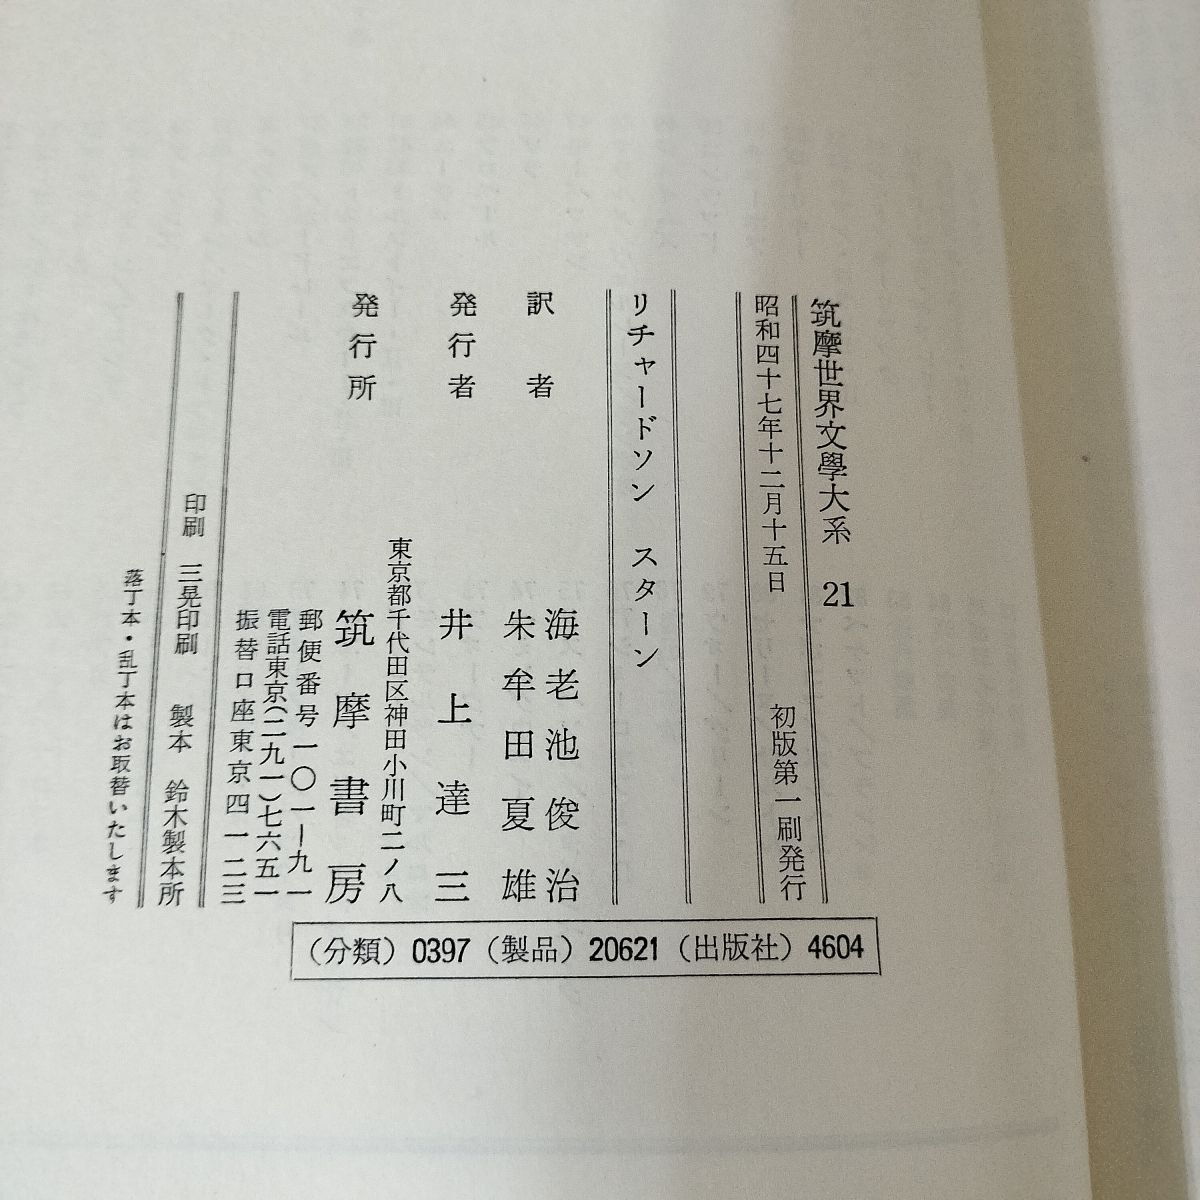 筑摩世界文學大系 21
昭和四十七年十二月十五日 初版第一刷発行
リチャードソン スターン
訳者 海老池俊治
朱牟田夏雄
発行者 井上達三
発行所 東京都千代田区神田小川町二ノ八
筑摩書房
郵便番号一〇一―九一
電話東京(二九一)七六五一
振替口座東京四一二三
印刷 三晃印刷 製本 鈴木製本所
落丁本・乱丁本はお取替いたします
(分類) 0397 (製品) 20621 (出版社) 4604